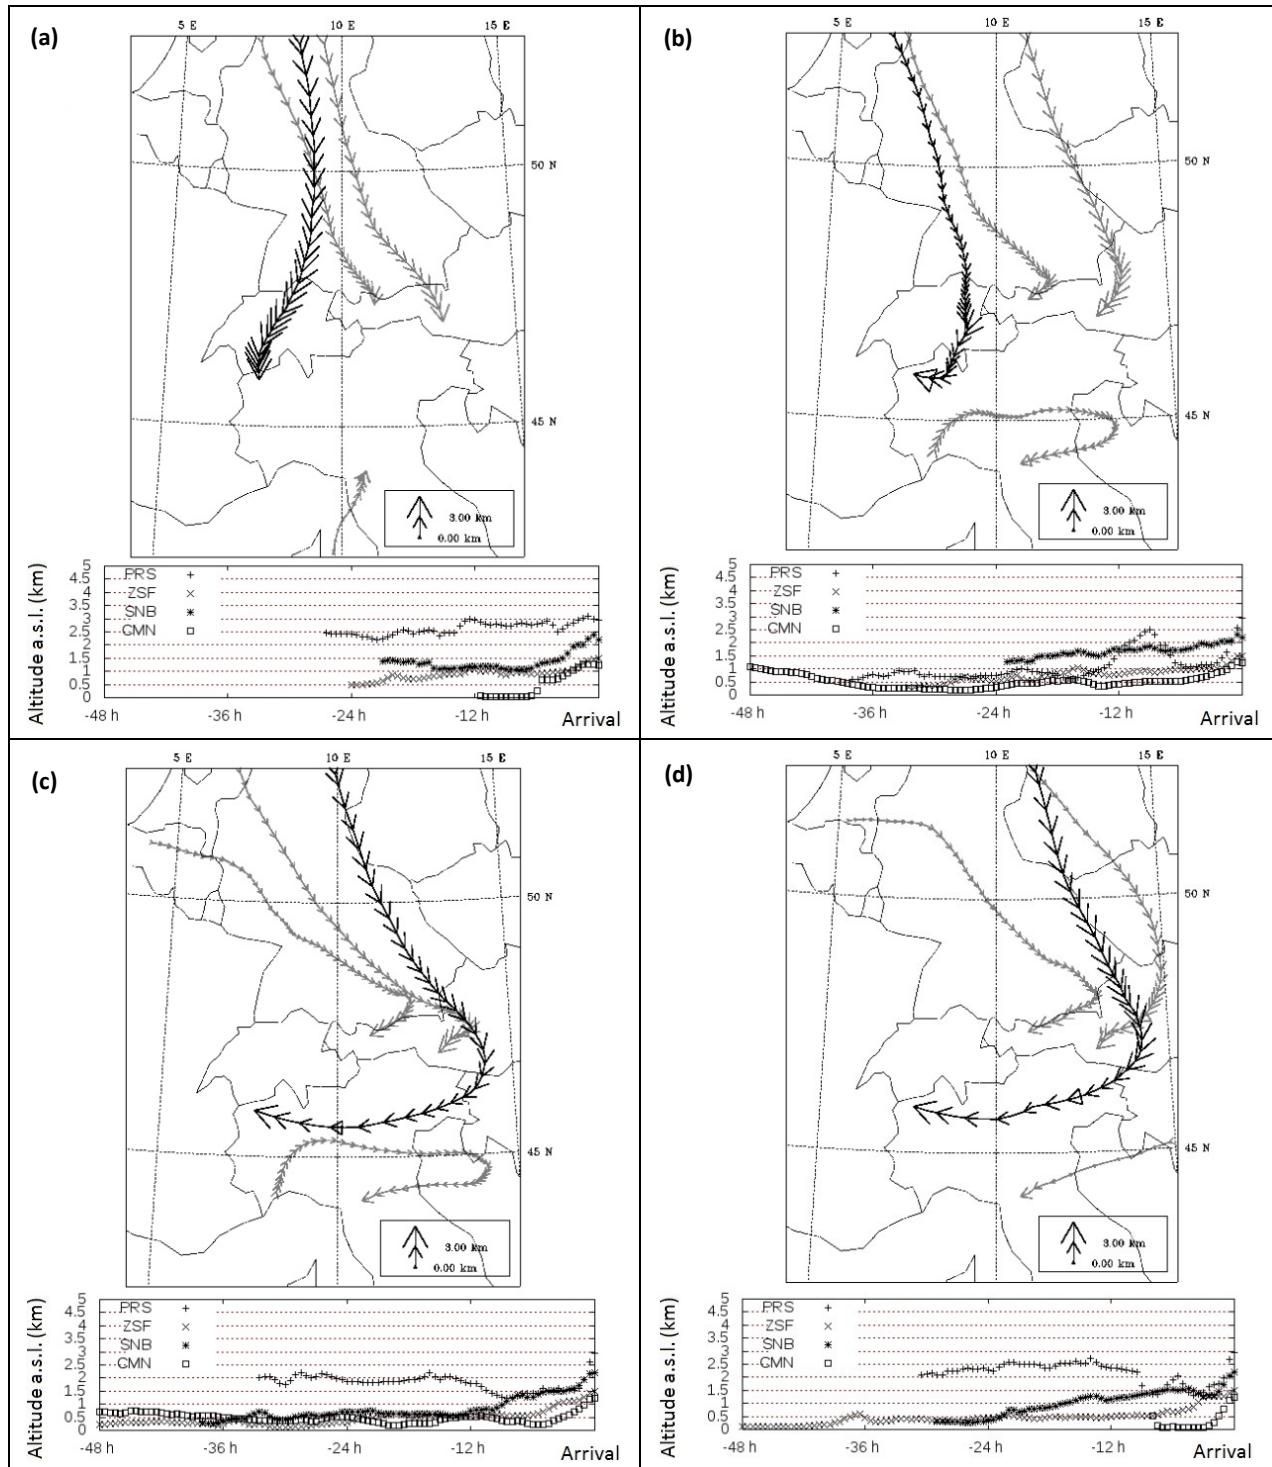 (a)
5 E 10 E 15 E
50 N
45 N
3.00 km
0.00 km
Altitude a.s.l. (km)
5
4.5
4
3.5
3
2.5
2
1.5
1
0.5
0
PRS +
ZSF ×
SNB *
CMN □
-48 h -36 h -24 h -12 h Arrival
(b)
5 E 10 E 15 E
50 N
45 N
3.00 km
0.00 km
Altitude a.s.l. (km)
5
4.5
4
3.5
3
2.5
2
1.5
1
0.5
0
PRS +
ZSF ×
SNB *
CMN □
-48 h -36 h -24 h -12 h Arrival
(c)
5 E 10 E 15 E
50 N
45 N
3.00 km
0.00 km
Altitude a.s.l. (km)
5
4.5
4
3.5
3
2.5
2
1.5
1
0.5
0
PRS +
ZSF ×
SNB *
CMN □
-48 h -36 h -24 h -12 h Arrival
(d)
5 E 10 E 15 E
50 N
45 N
3.00 km
0.00 km
Altitude a.s.l. (km)
5
4.5
4
3.5
3
2.5
2
1.5
1
0.5
0
PRS +
ZSF ×
SNB *
CMN □
-48 h -36 h -24 h -12 h Arrival